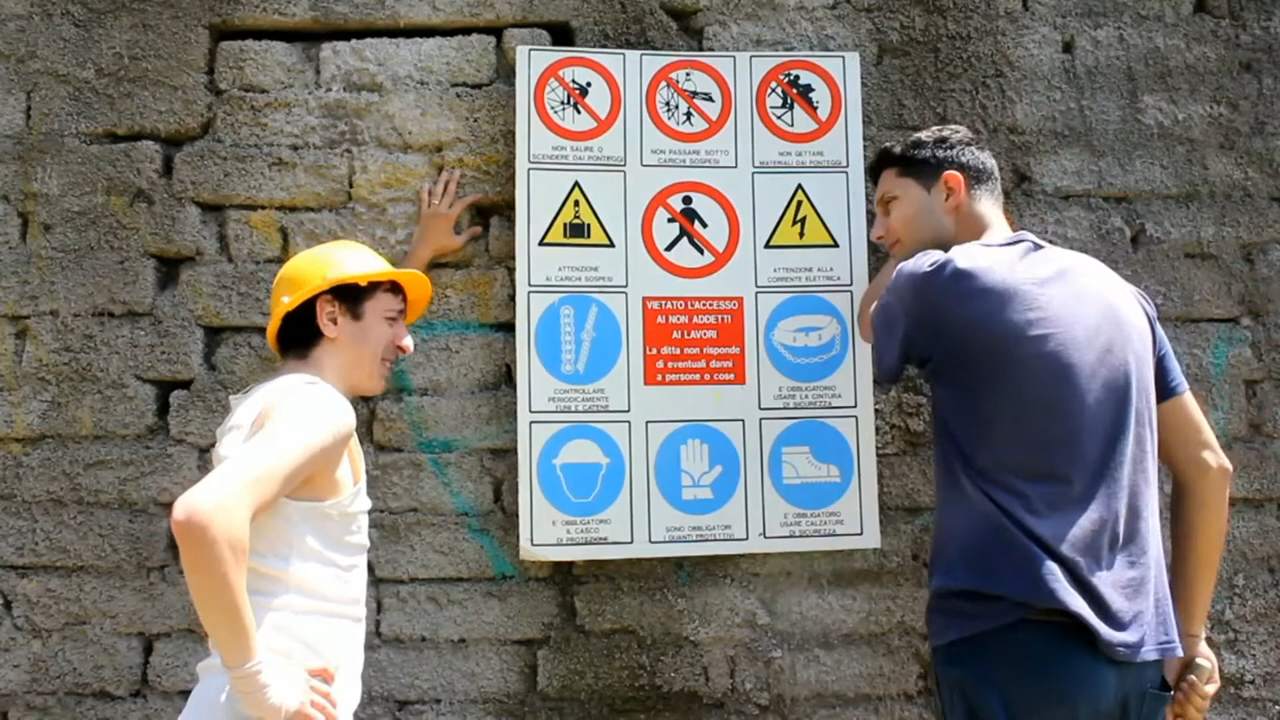 NON SALIRE O
SCENDERE DAI PONTEGGI
NON PASSARE SOTTO
CARICHI SOSPESI
NON GETTARE
MATERIALI DAI PONTEGGI
ATTENZIONE
AI CARICHI SOSPESI
ATTENZIONE ALLA
CORRENTE ELETTRICA
CONTROLLARE
PERIODICAMENTE
FUNI E CATENE
VIETATO L'ACCESSO
AI NON ADDETTI
AI LAVORI
La ditta non risponde
di eventuali danni
a persone o cose
E' OBBLIGATORIO
USARE LA CINTURA
DI SICUREZZA
E' OBBLIGATORIO
IL CASCO
DI PROTEZIONE
SONO OBBLIGATORI
I GUANTI PROTETTIVI
E' OBBLIGATORIO
USARE CALZATURE
DI SICUREZZA